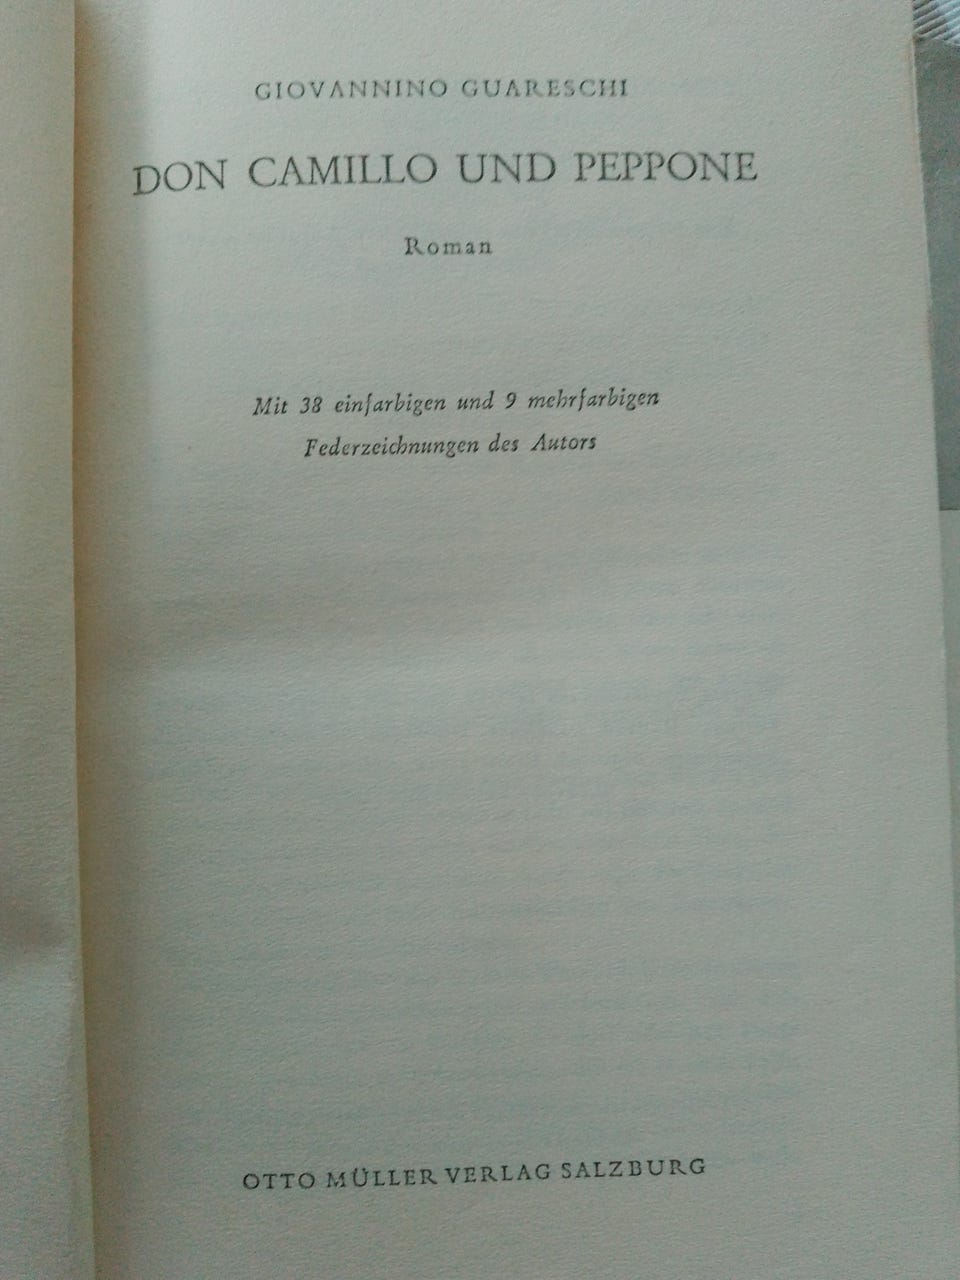 GIOVANNINO GUARESCHI
DON CAMILLO UND PEPPONE
Roman
Mit 38 einfarbigen und 9 mehrfarbigen
Federzeichnungen des Autors
OTTO MÜLLER VERLAG SALZBURG